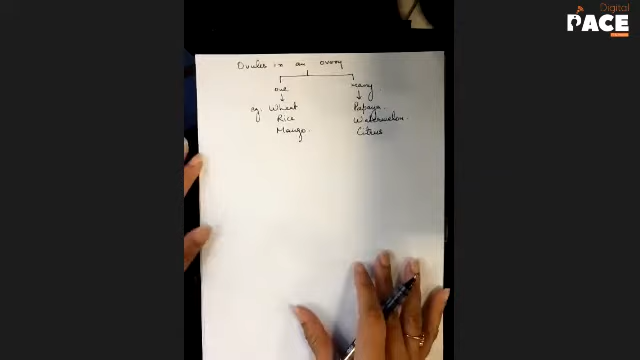 Digital
PACE
Ovules in an ovary
one many
eg. Wheat Papaya.
Rice Watermelon.
Mango. Citrus